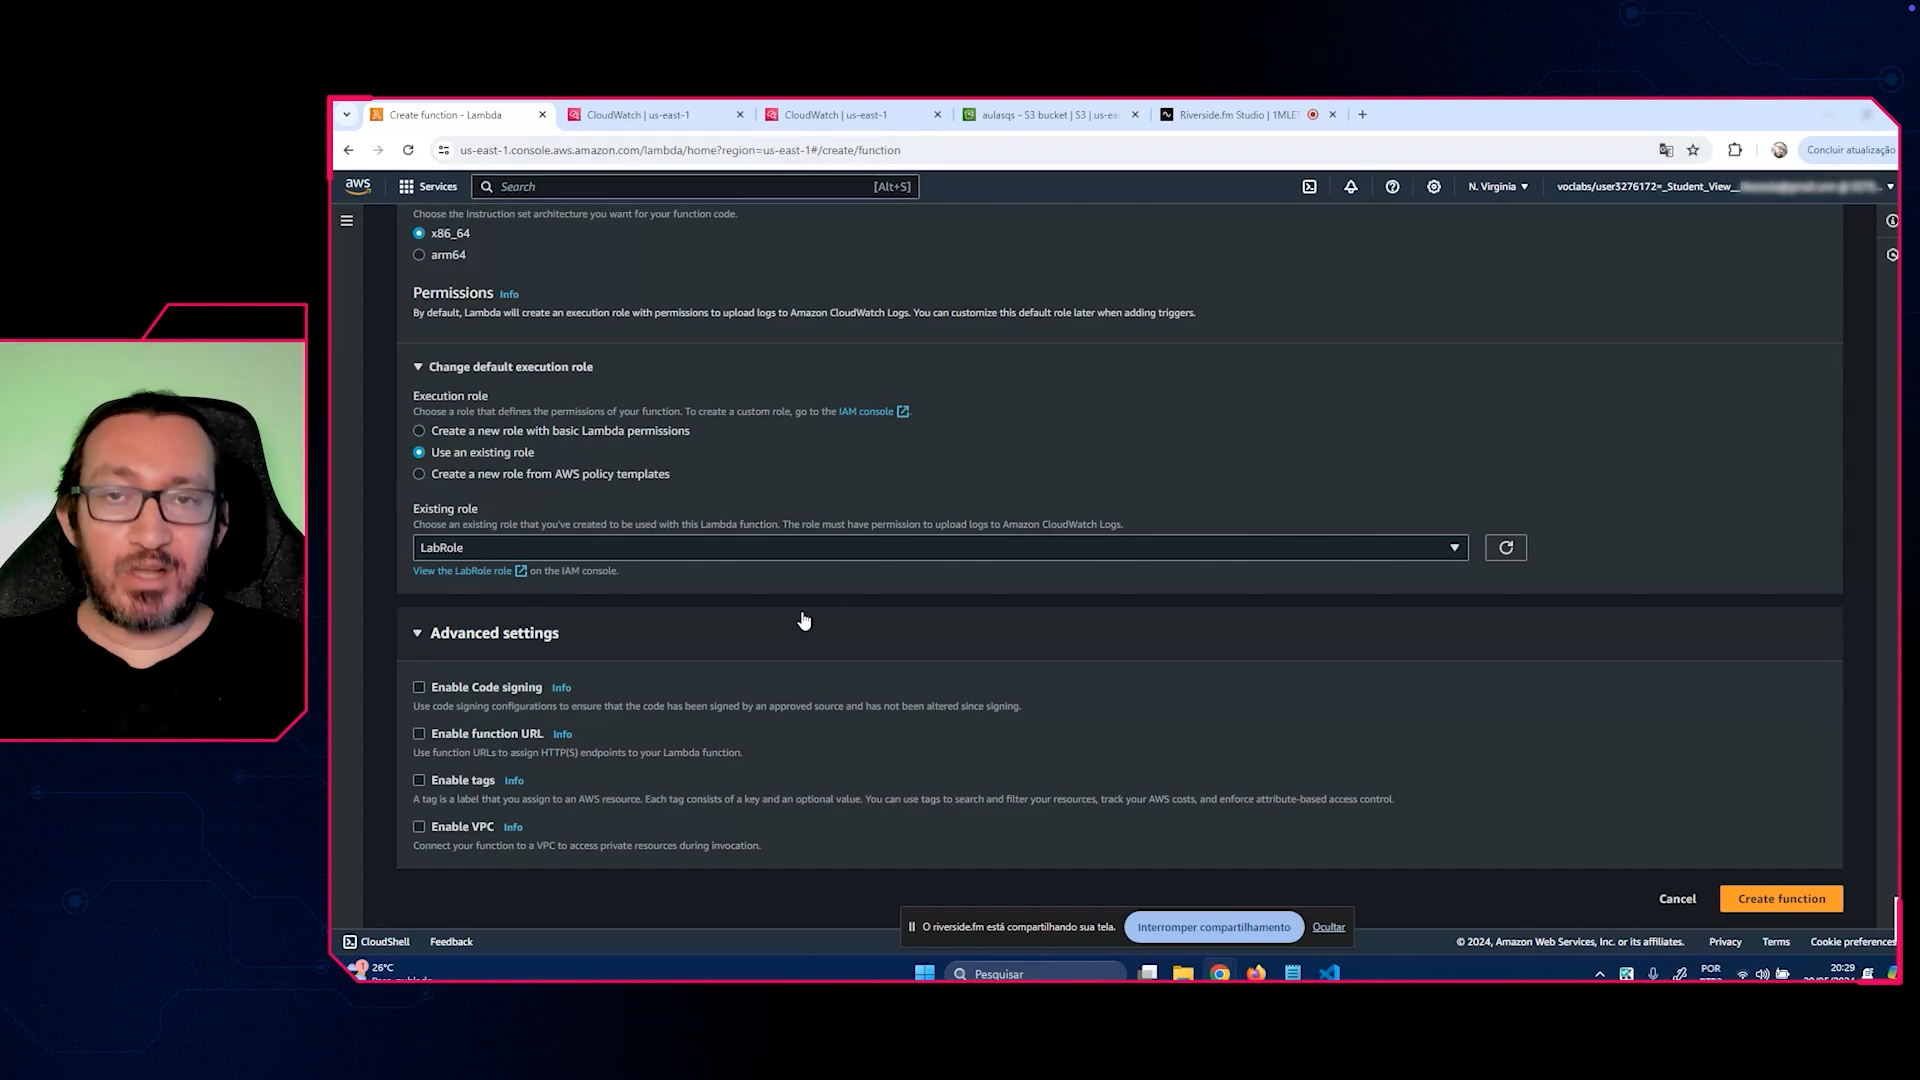 Create function - Lambda
CloudWatch | us-east-1
CloudWatch | us-east-1
aulasqs - S3 bucket | S3 | us-ea
Riverside.fm Studio | 1MLET
us-east-1.console.aws.amazon.com/lambda/home?region=us-east-1#/create/function
Concluir atualização
aws
Services
Search
[Alt+S]
N. Virginia
voclabs/user3276172=_Student_View_
Choose the instruction set architecture you want for your function code.
x86_64
arm64
Permissions Info
By default, Lambda will create an execution role with permissions to upload logs to Amazon CloudWatch Logs. You can customize this default role later when adding triggers.
Change default execution role
Execution role
Choose a role that defines the permissions of your function. To create a custom role, go to the IAM console.
Create a new role with basic Lambda permissions
Use an existing role
Create a new role from AWS policy templates
Existing role
Choose an existing role that you've created to be used with this Lambda function. The role must have permission to upload logs to Amazon CloudWatch Logs.
LabRole
View the LabRole role on the IAM console.
Advanced settings
Enable Code signing Info
Use code signing configurations to ensure that the code has been signed by an approved source and has not been altered since signing.
Enable function URL Info
Use function URLs to assign HTTP(S) endpoints to your Lambda function.
Enable tags Info
A tag is a label that you assign to an AWS resource. Each tag consists of a key and an optional value. You can use tags to search and filter your resources, track your AWS costs, and enforce attribute-based access control.
Enable VPC Info
Connect your function to a VPC to access private resources during invocation.
Cancel
Create function
O riverside.fm está compartilhando sua tela.
Interromper compartilhamento
Ocultar
CloudShell
Feedback
© 2024, Amazon Web Services, Inc. or its affiliates.
Privacy
Terms
Cookie preferences
1
26°C
Pesquisar
POR
20:29